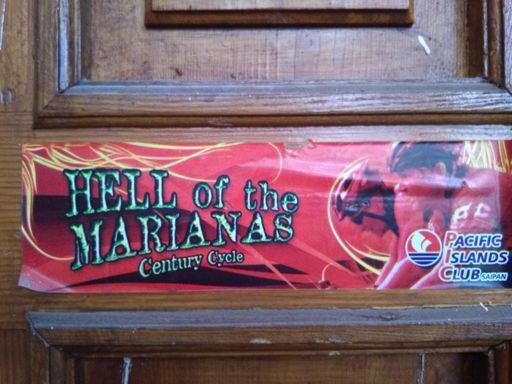 HELL of the
MARIANAS
Century Cycle
PACIFIC
ISLANDS
CLUB SAIPAN